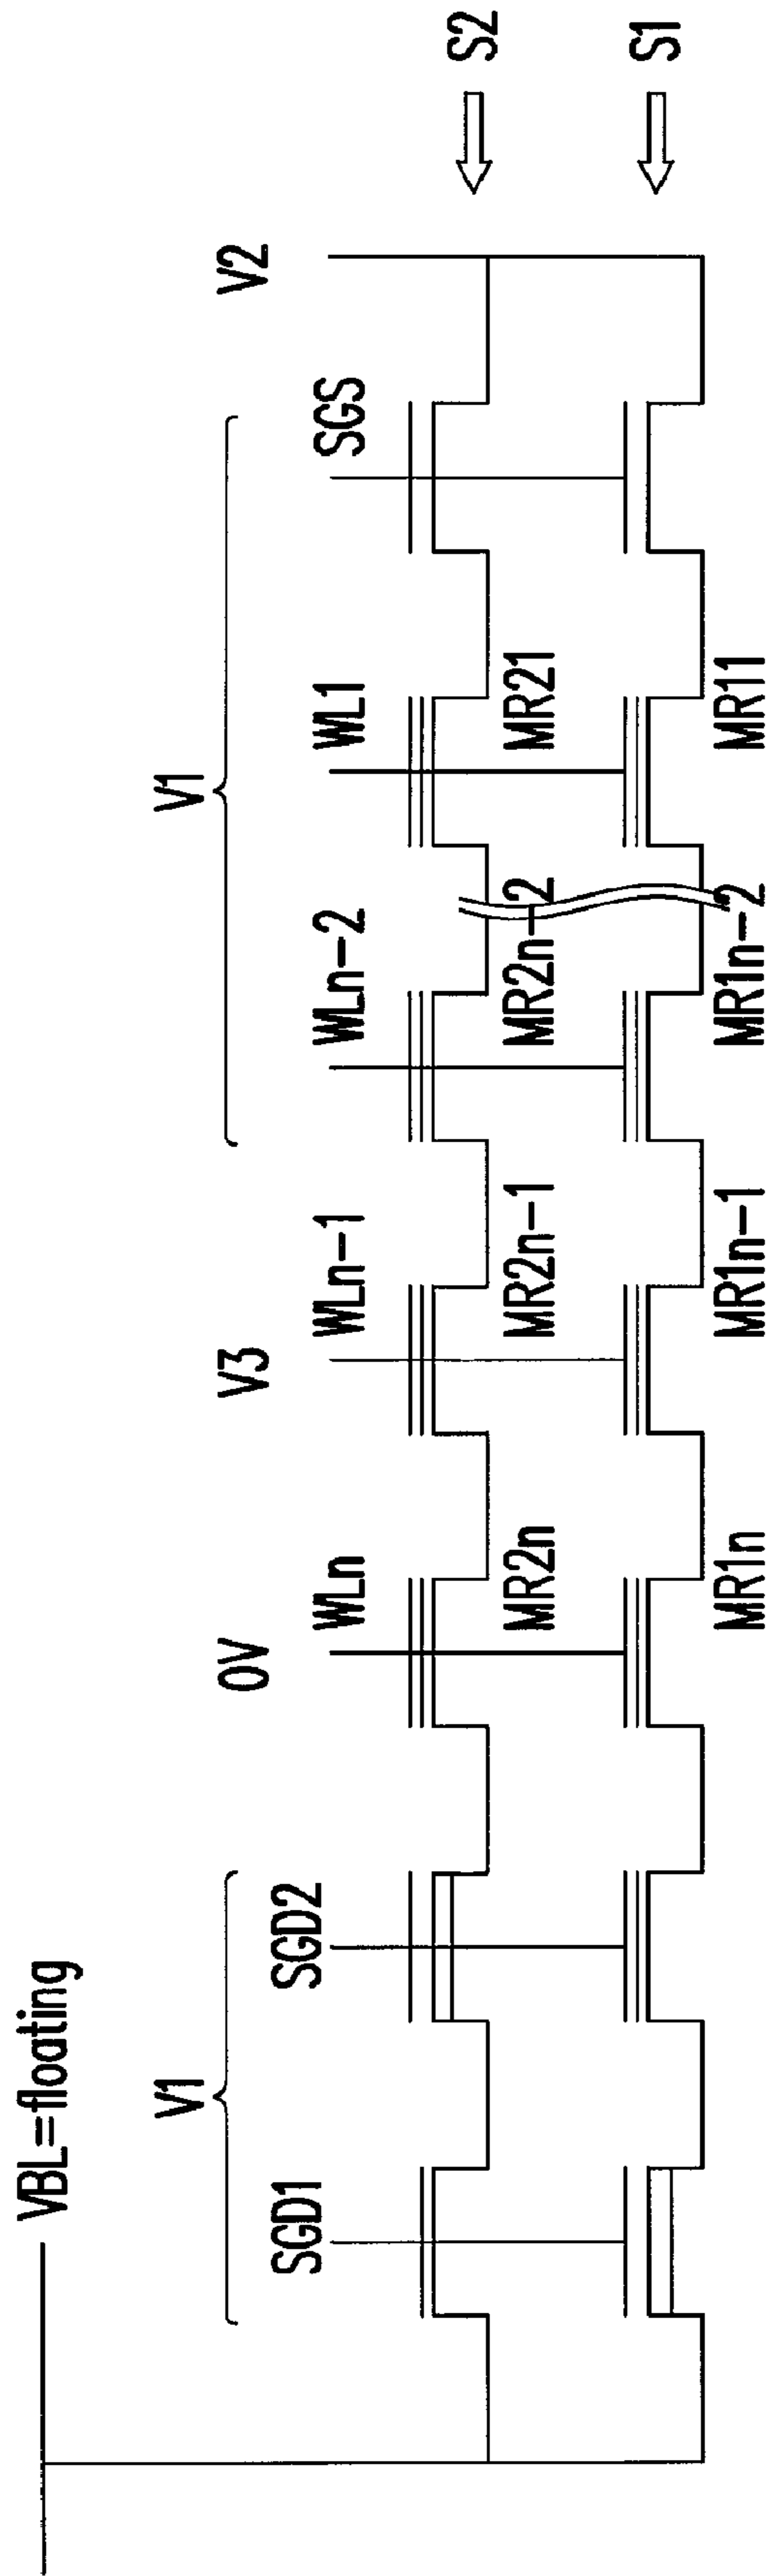 VBL=floating
V1
V1
0V
V3
V2
SGD1
SGD2
WLn
WLn-1
WLn-2
WL1
SGS
S2
MR2n
MR2n-1
MR2n-2
MR21
S1
MR1n
MR1n-1
MR1n-2
MR11